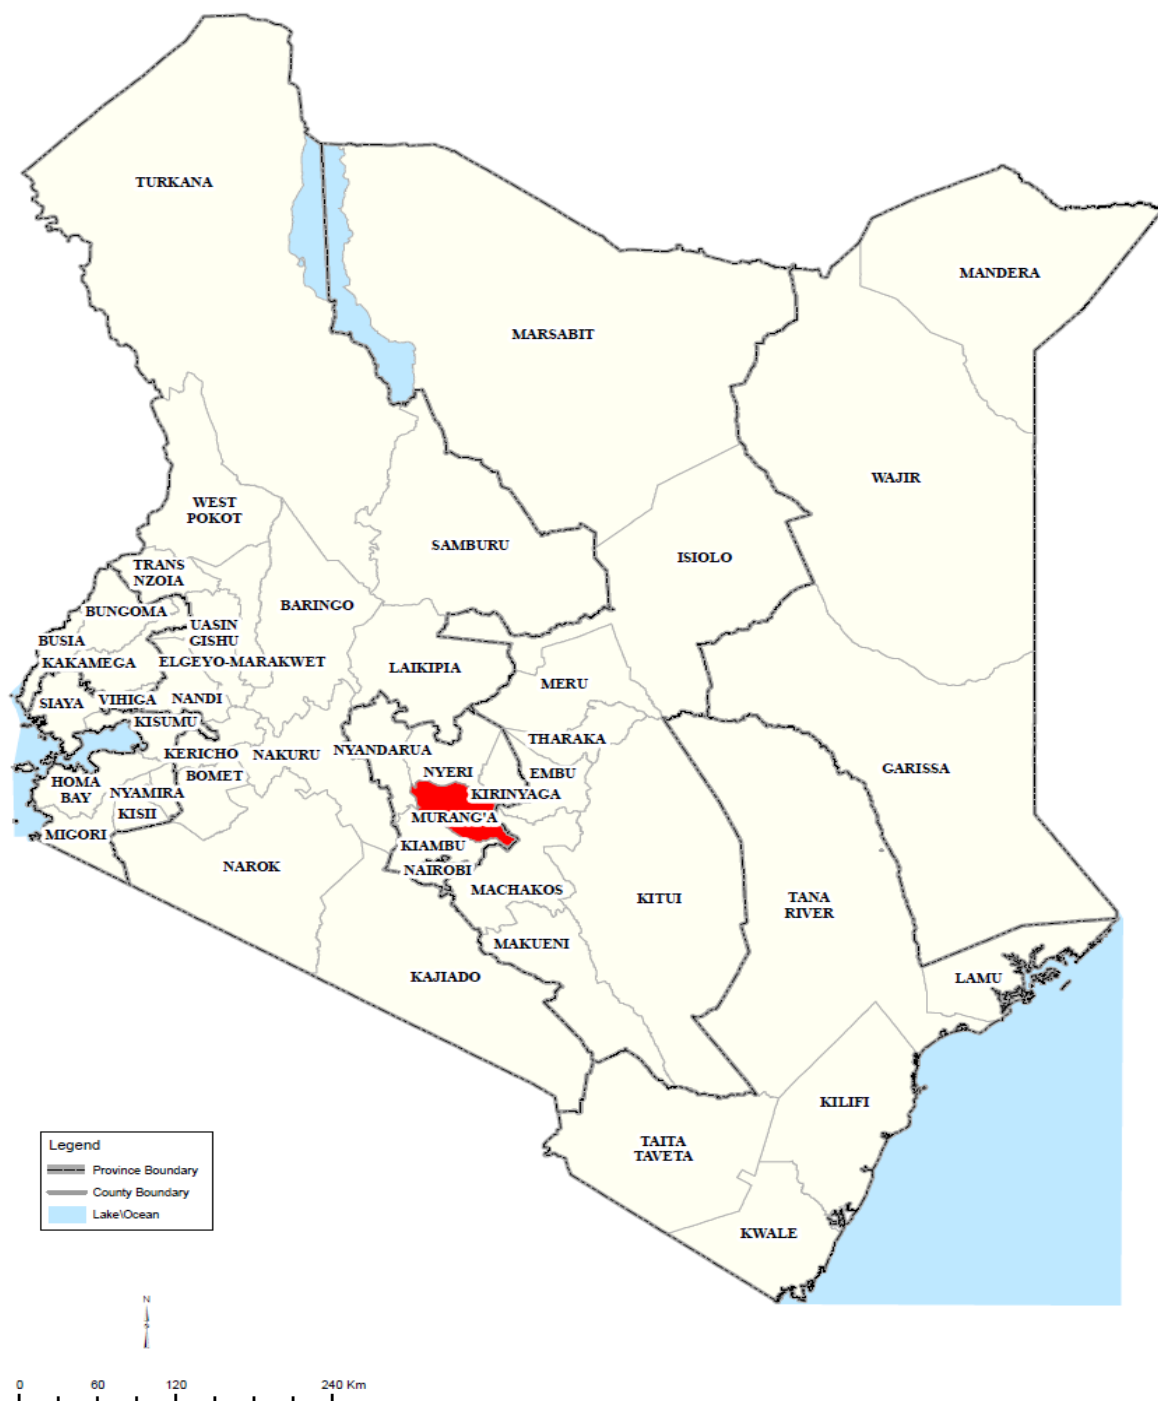 TURKANA
MANDERA
MARSABIT
WAJIR
WEST
POKOT
SAMBURU
ISIOLO
TRANS
NZOIA
BUNGOMA
BARINGO
UASIN
GISHU
BUSIA
KAKAMEGA
ELGEYO-MARAKWET
LAIKIPIA
MERU
SIAYA
VIHIGA
NANDI
KISUMU
THARAKA
KERICHO
NAKURU
NYANDARUA
GARISSA
NYERI
EMBU
BOMET
HOMA
BAY
NYAMIRA
KIRINYAGA
KISII
MURANG'A
MIGORI
KIAMBU
NAROK
NAIROBI
MACHAKOS
KITUI
TANA
RIVER
MAKUENI
KAJIADO
LAMU
KILIFI
TAITA
TAVETA
KWALE
Legend
Province Boundary
County Boundary
Lake\Ocean
N
0 60 120 240 Km